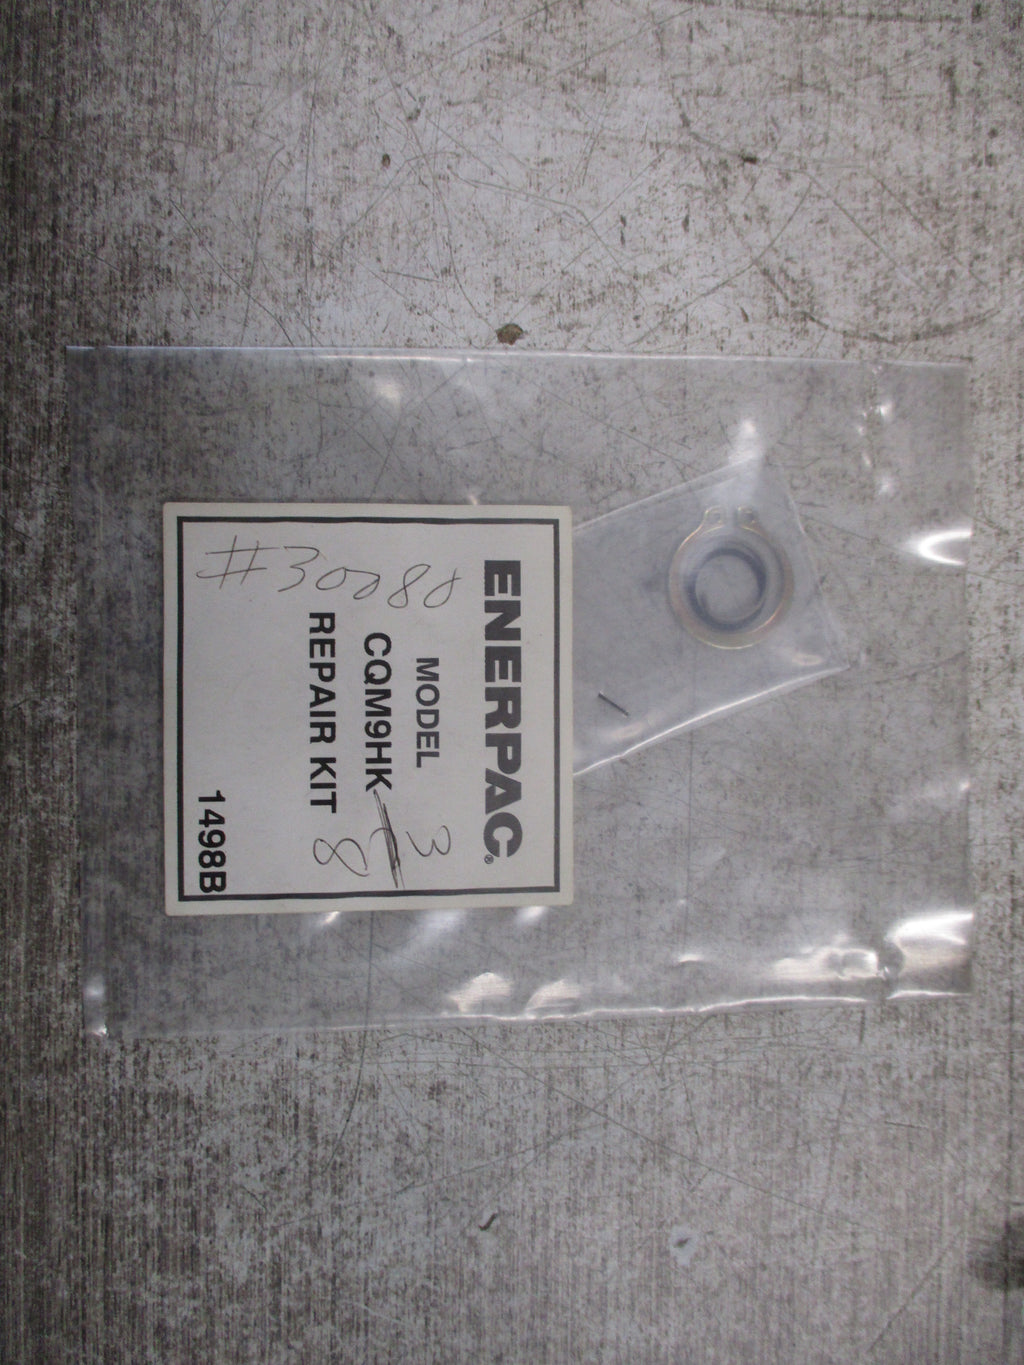 ENERPAC®
MODEL 3
CQM9HK
REPAIR KIT 8
#30080
1498B